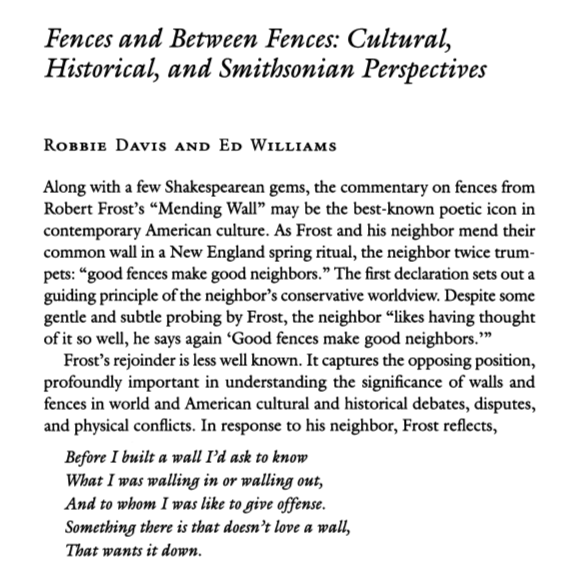 Fences and Between Fences: Cultural,
Historical, and Smithsonian Perspectives
Robbie Davis and Ed Williams
Along with a few Shakespearean gems, the commentary on fences from
Robert Frost's “Mending Wall” may be the best-known poetic icon in
contemporary American culture. As Frost and his neighbor mend their
common wall in a New England spring ritual, the neighbor twice trum-
pets: “good fences make good neighbors.” The first declaration sets out a
guiding principle of the neighbor's conservative worldview. Despite some
gentle and subtle probing by Frost, the neighbor “likes having thought
of it so well, he says again ‘Good fences make good neighbors.’”
Frost's rejoinder is less well known. It captures the opposing position,
profoundly important in understanding the significance of walls and
fences in world and American cultural and historical debates, disputes,
and physical conflicts. In response to his neighbor, Frost reflects,
Before I built a wall I'd ask to know
What I was walling in or walling out,
And to whom I was like to give offense.
Something there is that doesn't love a wall,
That wants it down.